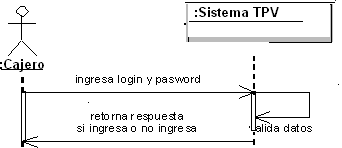 :Sistema TPV
:Cajero
ingresa login y pasword
retorna respuesta
si ingresa o no ingresa
valida datos